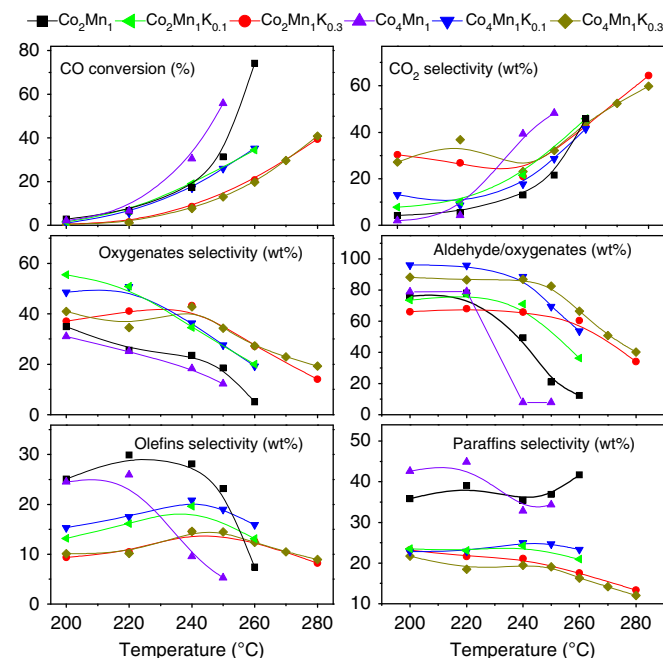 Co₂Mn₁ Co₂Mn₁K₀.₁ Co₂Mn₁K₀.₃ Co₄Mn₁ Co₄Mn₁K₀.₁ Co₄Mn₁K₀.₃
CO conversion (%)
80
60
40
20
0
CO₂ selectivity (wt%)
60
40
20
0
Oxygenates selectivity (wt%)
60
40
20
0
Aldehyde/oxygenates (wt%)
100
80
60
40
20
0
Olefins selectivity (wt%)
30
20
10
0
200 220 240 260 280
Temperature (°C)
Paraffins selectivity (wt%)
50
40
30
20
10
200 220 240 260 280
Temperature (°C)